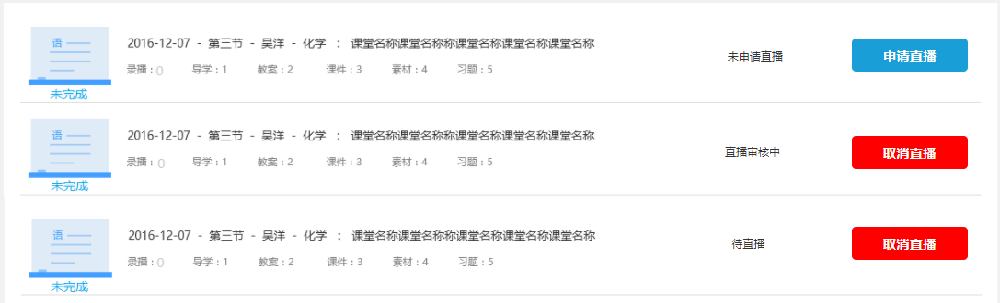 语
2016-12-07 - 第三节 - 吴洋 - 化学 : 课堂名称课堂名称称课堂名称课堂名称课堂名称
录播:0 导学:1 教案:2 课件:3 素材:4 习题:5
未完成
未申请直播
申请直播
语
2016-12-07 - 第三节 - 吴洋 - 化学 : 课堂名称课堂名称称课堂名称课堂名称课堂名称
录播:0 导学:1 教案:2 课件:3 素材:4 习题:5
未完成
直播审核中
取消直播
语
2016-12-07 - 第三节 - 吴洋 - 化学 : 课堂名称课堂名称称课堂名称课堂名称课堂名称
录播:0 导学:1 教案:2 课件:3 素材:4 习题:5
未完成
待直播
取消直播